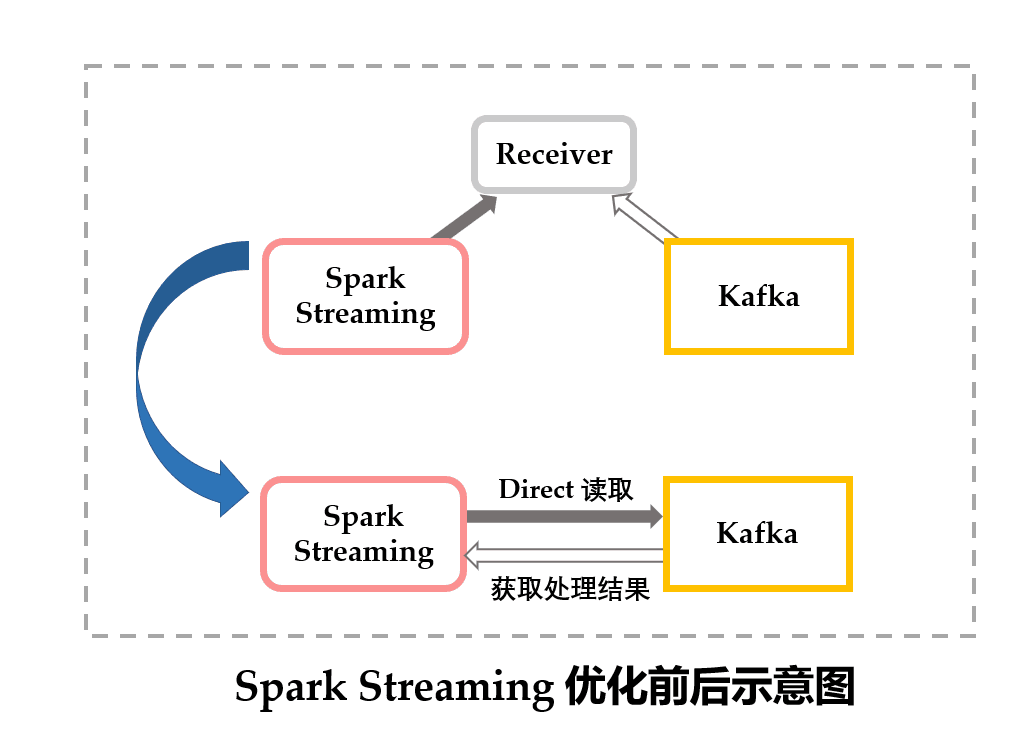 Receiver
Spark
Streaming
Kafka
Direct 读取
Spark
Streaming
Kafka
获取处理结果
Spark Streaming 优化前后示意图